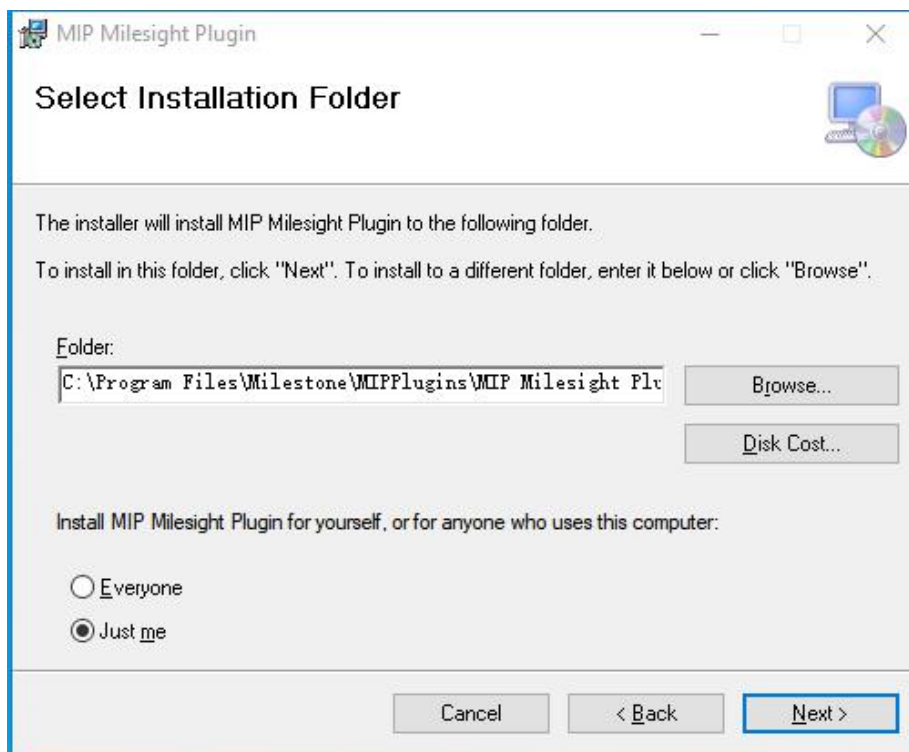 MIP Milesight Plugin
Select Installation Folder
The installer will install MIP Milesight Plugin to the following folder.
To install in this folder, click "Next". To install to a different folder, enter it below or click "Browse".
Folder:
C:\Program Files\Milestone\MIPPlugins\MIP Milesight Plu
Browse...
Disk Cost...
Install MIP Milesight Plugin for yourself, or for anyone who uses this computer:
Everyone
Just me
Cancel
< Back
Next >